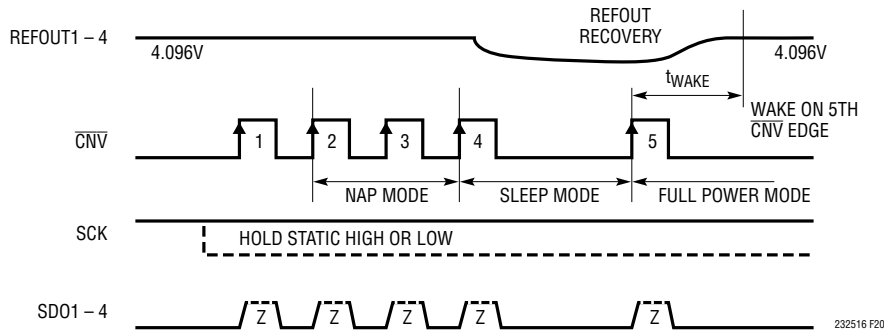 REFOUT1 – 4
4.096V
REFOUT
RECOVERY
4.096V
tWAKE
WAKE ON 5TH
CNV EDGE
CNV
1
2
3
4
5
NAP MODE
SLEEP MODE
FULL POWER MODE
SCK
HOLD STATIC HIGH OR LOW
SDO1 – 4
Z
Z
Z
Z
Z
232516 F20